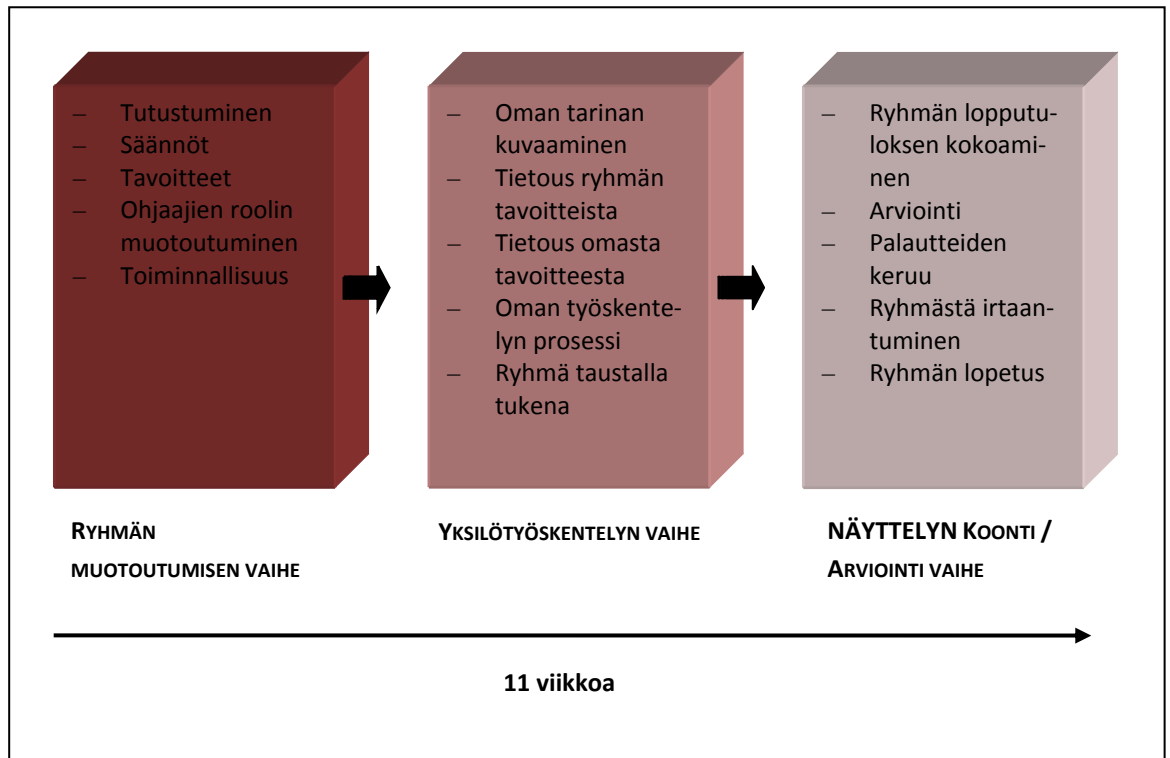 – Tutustuminen
– Säännöt
– Tavoitteet
– Ohjaajien roolin
muotoutuminen
– Toiminnallisuus
– Oman tarinan
kuvaaminen
– Tietous ryhmän
tavoitteista
– Tietous omasta
tavoitteesta
– Oman työskente-
lyn prosessi
– Ryhmä taustalla
tukena
– Ryhmän lopputu-
loksen kokoami-
nen
– Arviointi
– Palautteiden
keruu
– Ryhmästä irtaan-
tuminen
– Ryhmän lopetus
RYHMÄN
MUOTOUTUMISEN VAIHE
YKSILÖTYÖSKENTELYN VAIHE
NÄYTTELYN KOONTI /
ARVIOINTI VAIHE
11 viikkoa